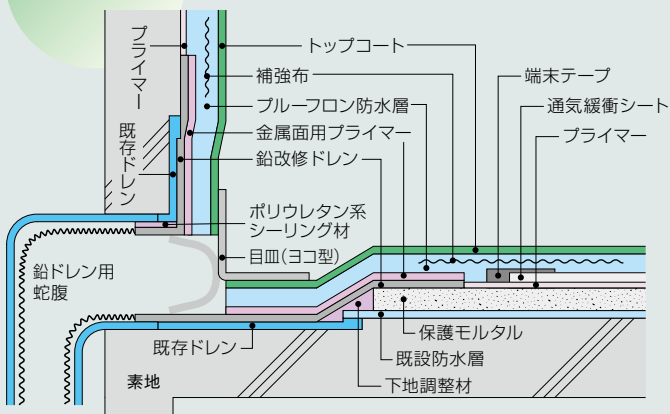 プライマー
トップコート
補強布
プルーフロン防水層
金属面用プライマー
鉛改修ドレン
端末テープ
通気緩衝シート
プライマー
既存ドレン
ポリウレタン系
シーリング材
目皿(ヨコ型)
鉛ドレン用
蛇腹
既存ドレン
素地
保護モルタル
既設防水層
下地調整材